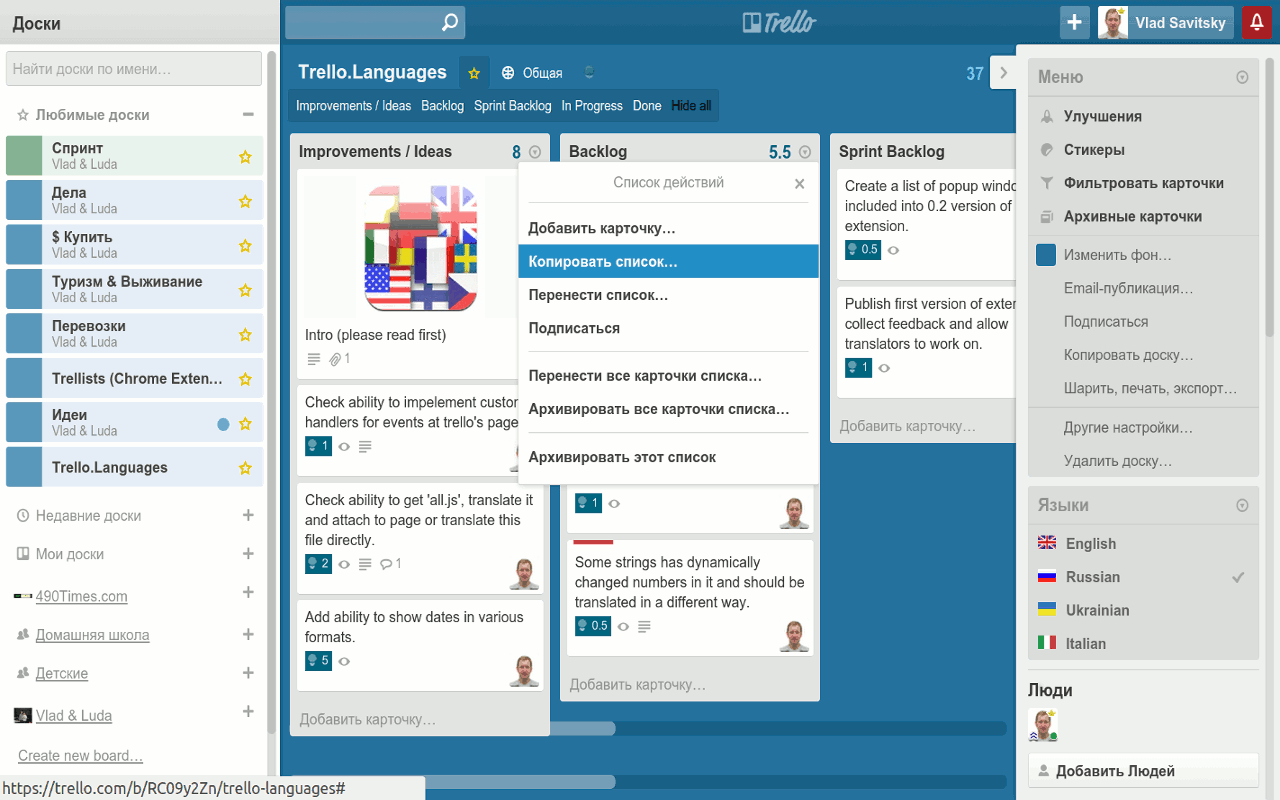 Доски
Найти доски по имени…
Любимые доски
Спринт
Vlad & Luda
Дела
Vlad & Luda
$ Купить
Vlad & Luda
Туризм & Выживание
Vlad & Luda
Перевозки
Vlad & Luda
Trellists (Chrome Exten…
Идеи
Vlad & Luda
Trello.Languages
Недавние доски
Мои доски
490Times.com
Домашняя школа
Детские
Vlad & Luda
Create new board…
https://trello.com/b/RC09y2Zn/trello-languages#
Trello
Vlad Savitsky
Trello.Languages
Общая
37
Improvements / Ideas Backlog Sprint Backlog In Progress Done Hide all
Improvements / Ideas 8
Intro (please read first)
1
Check ability to impelement custom
handlers for events at trello's page
1
Check ability to get 'all.js', translate it
and attach to page or translate this
file directly.
2 1
Add ability to show dates in various
formats.
5
Добавить карточку…
Backlog 5.5
Список действий
Добавить карточку…
Копировать список…
Перенести список…
Подписаться
Перенести все карточки списка…
Архивировать все карточки списка…
Архивировать этот список
1
Some strings has dynamically
changed numbers in it and should be
translated in a different way.
0.5
Добавить карточку…
Sprint Backlog
Create a list of popup windo
included into 0.2 version of
extension.
0.5
Publish first version of exter
collect feedback and allow
translators to work on.
1
Добавить карточку…
Меню
Улучшения
Стикеры
Фильтровать карточки
Архивные карточки
Изменить фон…
Email-публикация…
Подписаться
Копировать доску…
Шарить, печать, экспорт…
Другие настройки…
Удалить доску…
Языки
English
Russian
Ukrainian
Italian
Люди
Добавить Людей